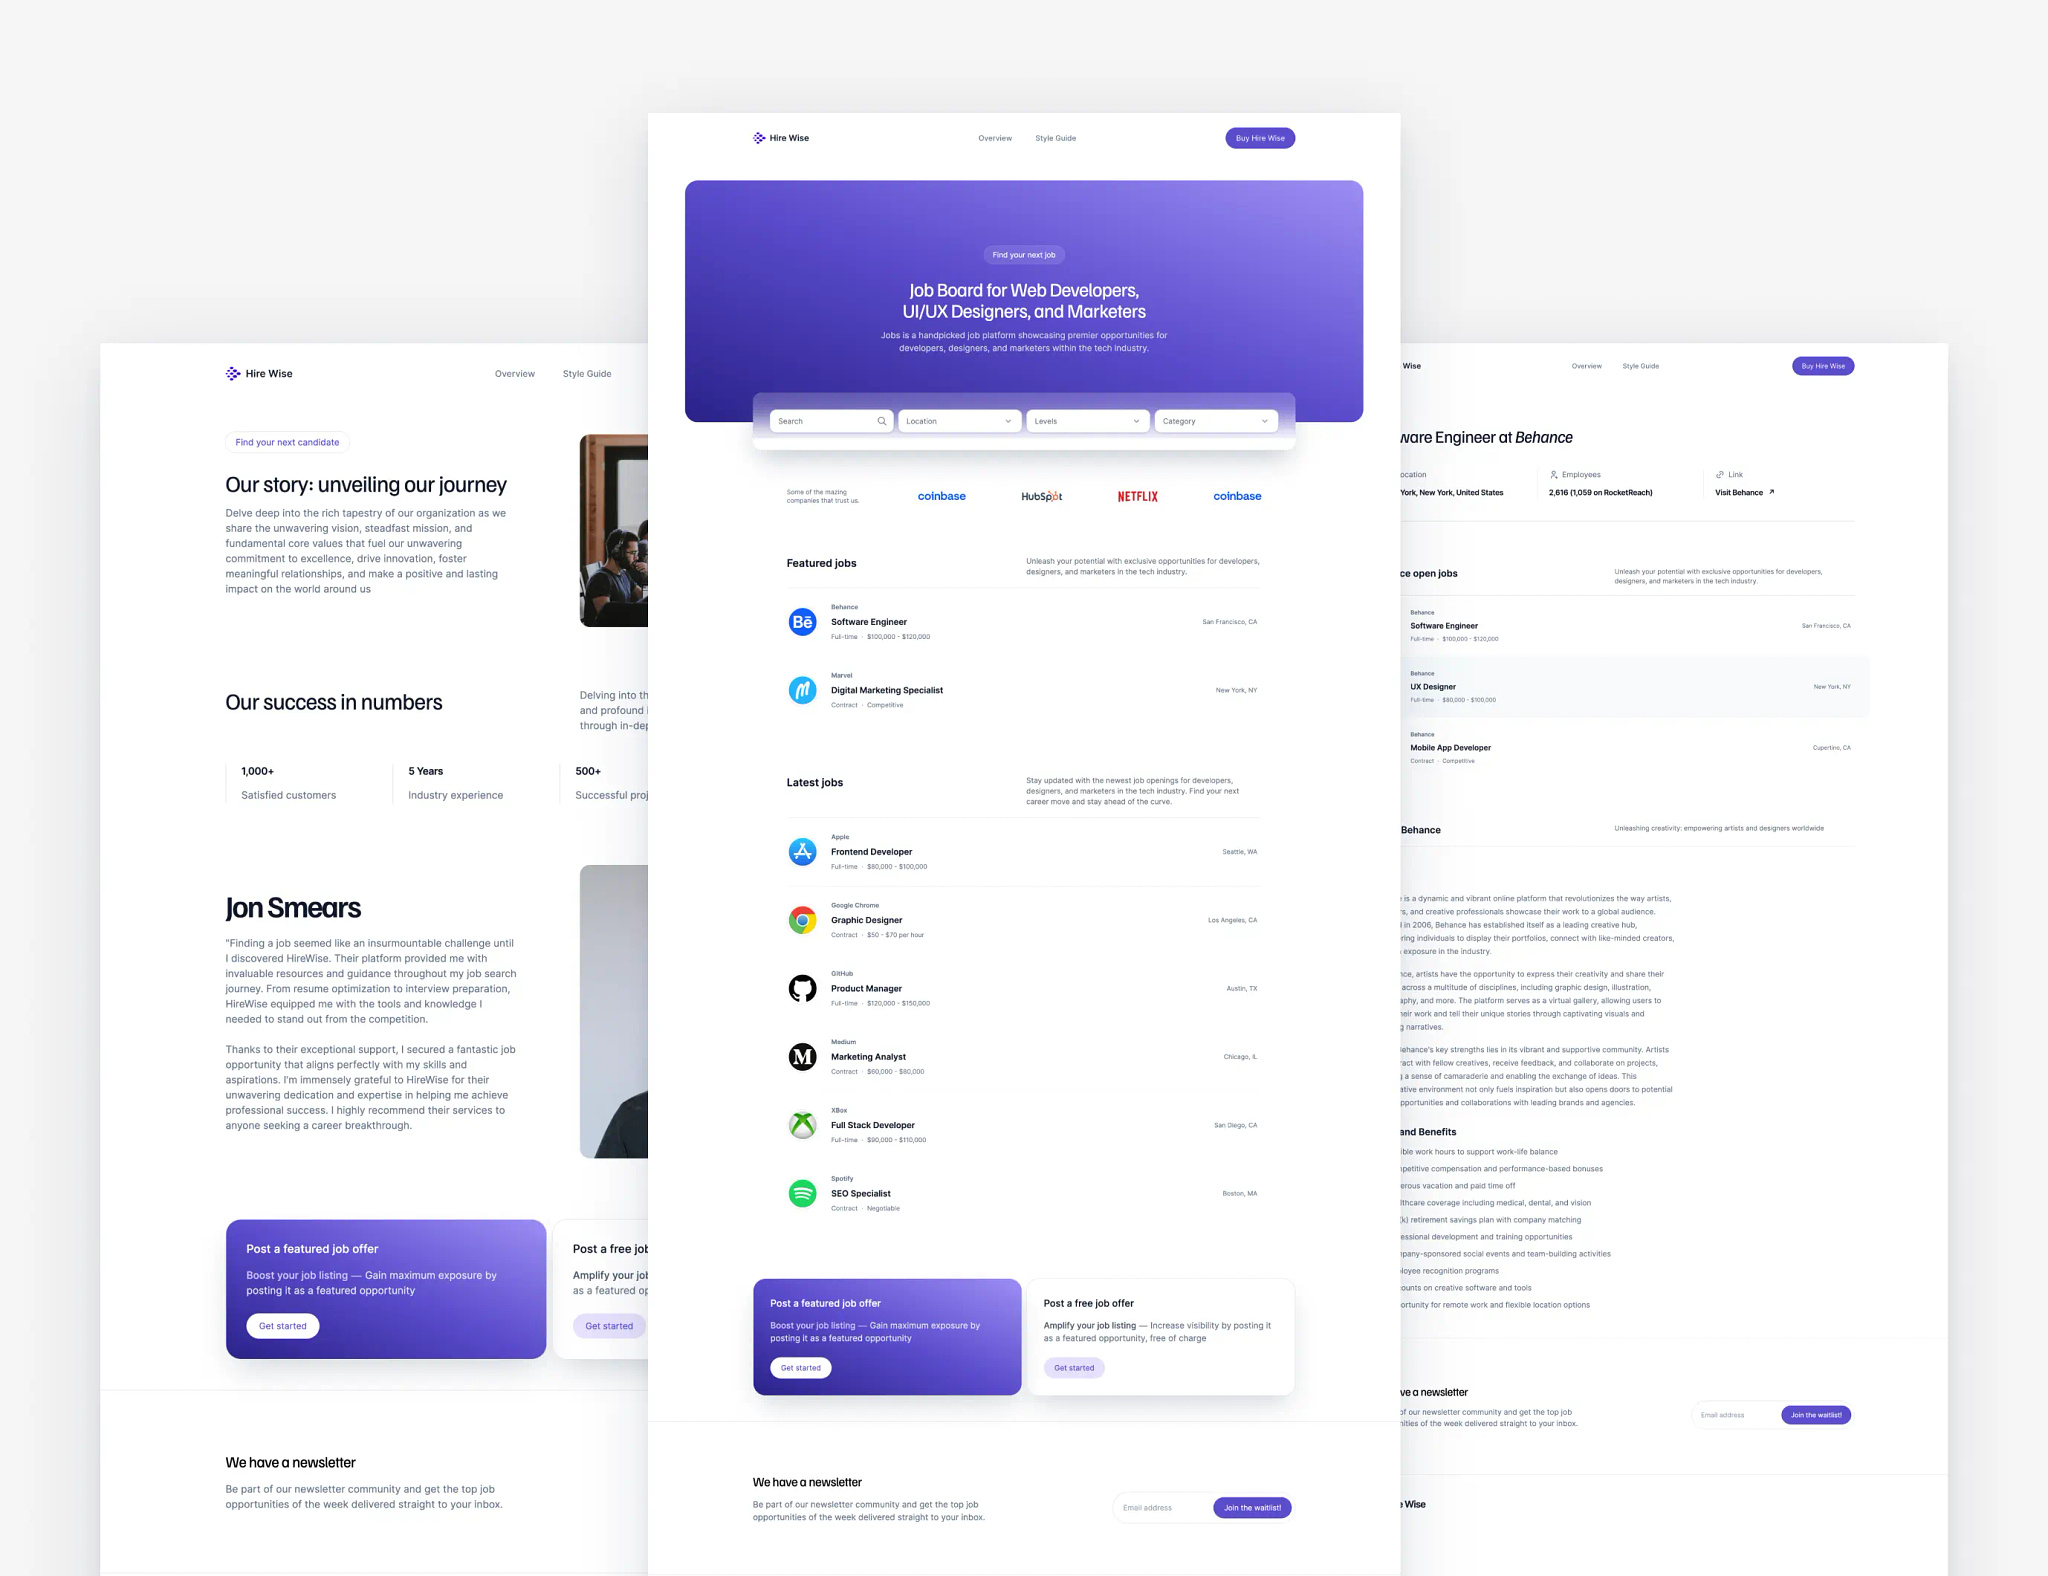 Hire Wise
Overview
Style Guide
Find your next candidate
Our story: unveiling our journey
Delve deep into the rich tapestry of our organization as we
share the unwavering vision, steadfast mission, and
fundamental core values that fuel our unwavering
commitment to excellence, drive innovation, foster
meaningful relationships, and make a positive and lasting
impact on the world around us
Our success in numbers
Delving into th
and profound i
through in-dep
1,000+
Satisfied customers
5 Years
Industry experience
500+
Successful proj
Jon Smears
"Finding a job seemed like an insurmountable challenge until
I discovered HireWise. Their platform provided me with
invaluable resources and guidance throughout my job search
journey. From resume optimization to interview preparation,
HireWise equipped me with the tools and knowledge I
needed to stand out from the competition.
Thanks to their exceptional support, I secured a fantastic job
opportunity that aligns perfectly with my skills and
aspirations. I'm immensely grateful to HireWise for their
unwavering dedication and expertise in helping me achieve
professional success. I highly recommend their services to
anyone seeking a career breakthrough.
Post a featured job offer
Boost your job listing — Gain maximum exposure by
posting it as a featured opportunity
Get started
Post a free job
Amplify your job
as a featured op
Get started
We have a newsletter
Be part of our newsletter community and get the top job
opportunities of the week delivered straight to your inbox.
Hire Wise
Overview
Style Guide
Buy Hire Wise
Find your next job
Job Board for Web Developers,
UI/UX Designers, and Marketers
Jobs is a handpicked job platform showcasing premier opportunities for
developers, designers, and marketers within the tech industry.
Search
Location
Levels
Category
Some of the mazing
companies that trust us.
coinbase
HubSpot
NETFLIX
coinbase
Featured jobs
Unleash your potential with exclusive opportunities for developers,
designers, and marketers in the tech industry.
Bē
Behance
Software Engineer
Full-time · $100,000 - $120,000
San Francisco, CA
Marvel
Digital Marketing Specialist
Contract · Competitive
New York, NY
Latest jobs
Stay updated with the newest job openings for developers,
designers, and marketers in the tech industry. Find your next
career move and stay ahead of the curve.
Apple
Frontend Developer
Full-time · $80,000 - $100,000
Seattle, WA
Google Chrome
Graphic Designer
Contract · $50 - $70 per hour
Los Angeles, CA
GitHub
Product Manager
Full-time · $120,000 - $150,000
Austin, TX
M
Medium
Marketing Analyst
Contract · $60,000 - $80,000
Chicago, IL
XBox
Full Stack Developer
Full-time · $90,000 - $110,000
San Diego, CA
Spotify
SEO Specialist
Contract · Negotiable
Boston, MA
Post a featured job offer
Boost your job listing — Gain maximum exposure by
posting it as a featured opportunity
Get started
Post a free job offer
Amplify your job listing — Increase visibility by posting it
as a featured opportunity, free of charge
Get started
We have a newsletter
Be part of our newsletter community and get the top job
opportunities of the week delivered straight to your inbox.
Email address
Join the waitlist!
Wise
Overview
Style Guide
Buy Hire Wise
ware Engineer at Behance
ocation
York, New York, United States
Employees
2,616 (1,059 on RocketReach)
Link
Visit Behance
ce open jobs
Unleash your potential with exclusive opportunities for developers,
designers, and marketers in the tech industry.
Behance
Software Engineer
Full-time · $100,000 - $120,000
San Francisco, CA
Behance
UX Designer
Full-time · $80,000 - $100,000
New York, NY
Behance
Mobile App Developer
Contract · Competitive
Cupertino, CA
Behance
Unleashing creativity: empowering artists and designers worldwide
is a dynamic and vibrant online platform that revolutionizes the way artists,
rs, and creative professionals showcase their work to a global audience.
in 2006, Behance has established itself as a leading creative hub,
ring individuals to display their portfolios, connect with like-minded creators,
exposure in the industry.
nce, artists have the opportunity to express their creativity and share their
across a multitude of disciplines, including graphic design, illustration,
aphy, and more. The platform serves as a virtual gallery, allowing users to
heir work and tell their unique stories through captivating visuals and
g narratives.
ehance's key strengths lies in its vibrant and supportive community. Artists
ract with fellow creatives, receive feedback, and collaborate on projects,
g a sense of camaraderie and enabling the exchange of ideas. This
ative environment not only fuels inspiration but also opens doors to potential
pportunities and collaborations with leading brands and agencies.
and Benefits
ible work hours to support work-life balance
petitive compensation and performance-based bonuses
erous vacation and paid time off
lthcare coverage including medical, dental, and vision
(k) retirement savings plan with company matching
essional development and training opportunities
pany-sponsored social events and team-building activities
loyee recognition programs
ounts on creative software and tools
ortunity for remote work and flexible location options
ve a newsletter
of our newsletter community and get the top job
nities of the week delivered straight to your inbox.
Email address
Join the waitlist!
e Wise